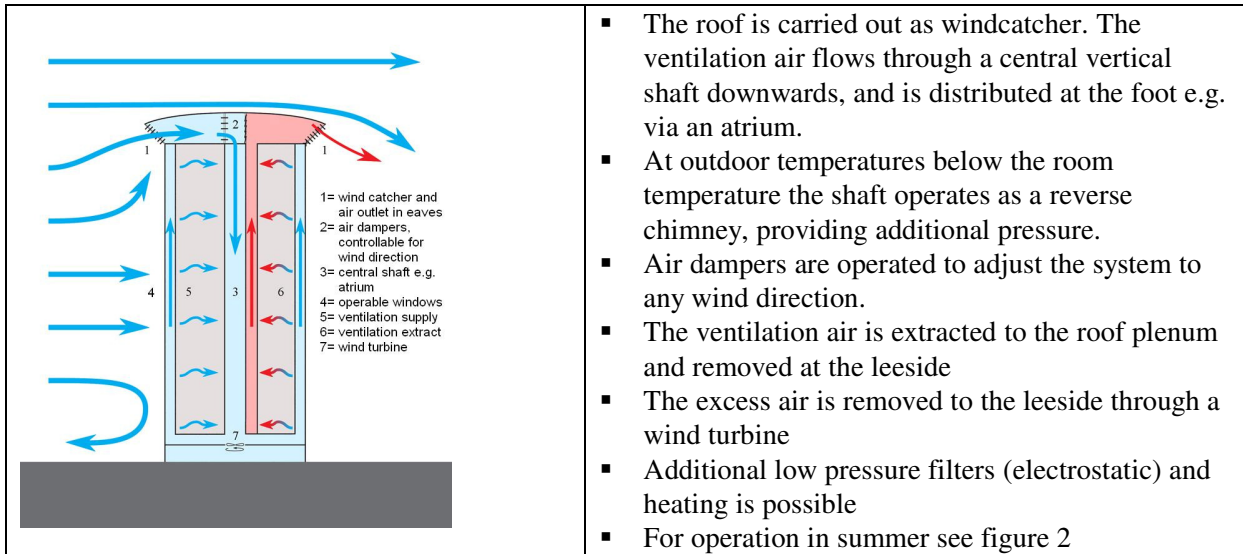 2
1
1
1= wind catcher and
air outlet in eaves
2= air dampers,
controllable for
wind direction
3= central shaft e.g.
atrium
4= operable windows
5= ventilation supply
6= ventilation extract
7= wind turbine
4
5
3
6
7
▪ The roof is carried out as windcatcher. The
ventilation air flows through a central vertical
shaft downwards, and is distributed at the foot e.g.
via an atrium.
▪ At outdoor temperatures below the room
temperature the shaft operates as a reverse
chimney, providing additional pressure.
▪ Air dampers are operated to adjust the system to
any wind direction.
▪ The ventilation air is extracted to the roof plenum
and removed at the leeside
▪ The excess air is removed to the leeside through a
wind turbine
▪ Additional low pressure filters (electrostatic) and
heating is possible
▪ For operation in summer see figure 2